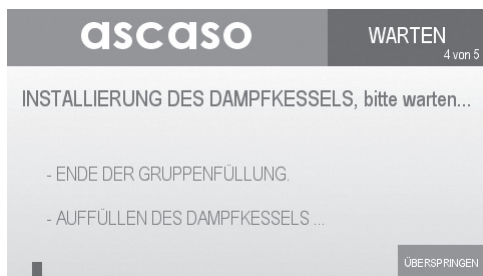 ascaso
WARTEN
4 von 5
INSTALLIERUNG DES DAMPFKESSELS, bitte warten...
- ENDE DER GRUPPENFÜLLUNG.
- AUFFÜLLEN DES DAMPFKESSELS ...
ÜBERSPRINGEN